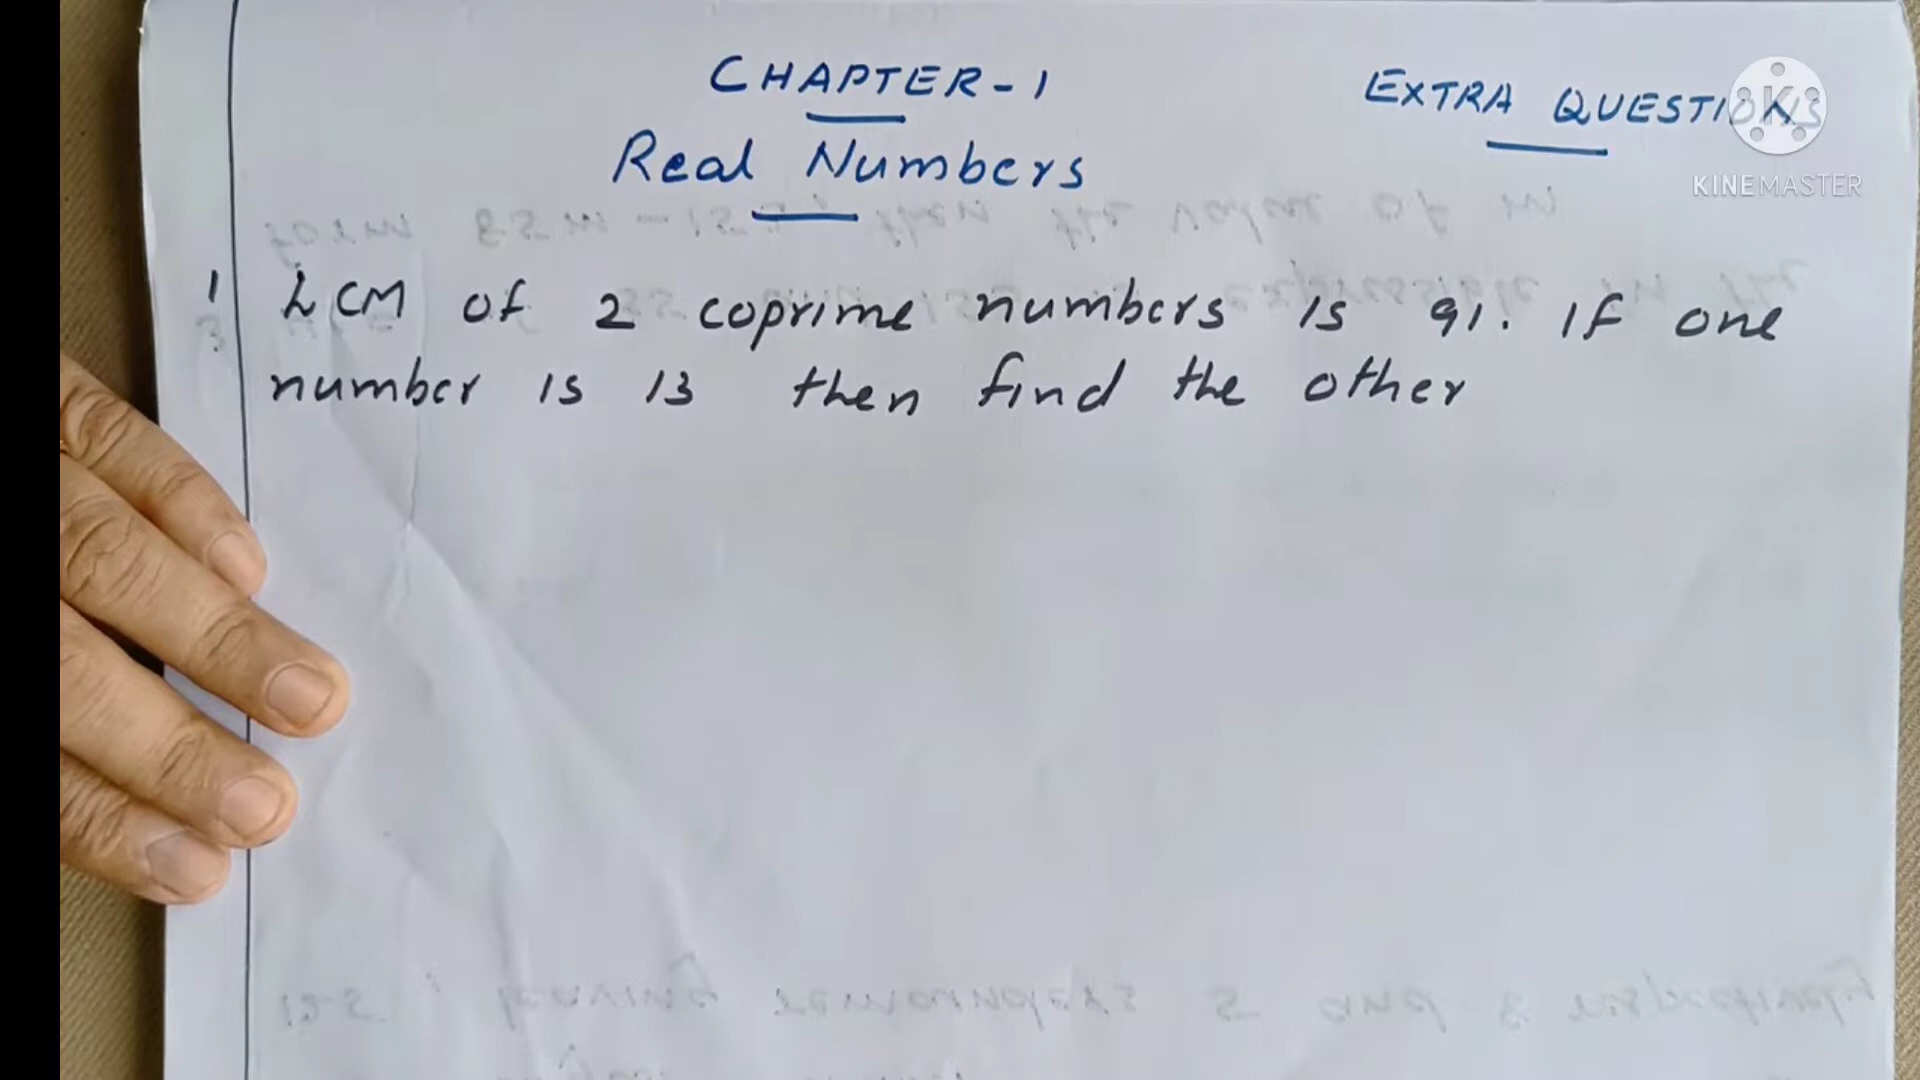 CHAPTER-1
EXTRA QUESTIONS
KINEMASTER
Real Numbers
1 LCM of 2 coprime numbers is 91. If one
number is 13 then find the other